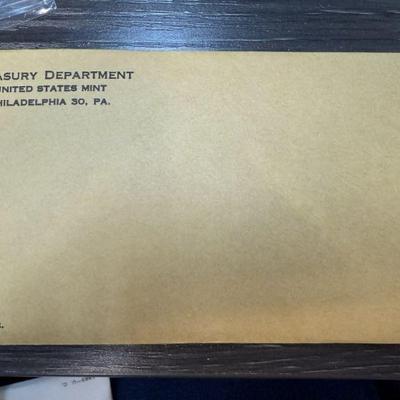 ASURY DEPARTMENT
UNITED STATES MINT
HILADELPHIA 30, PA.